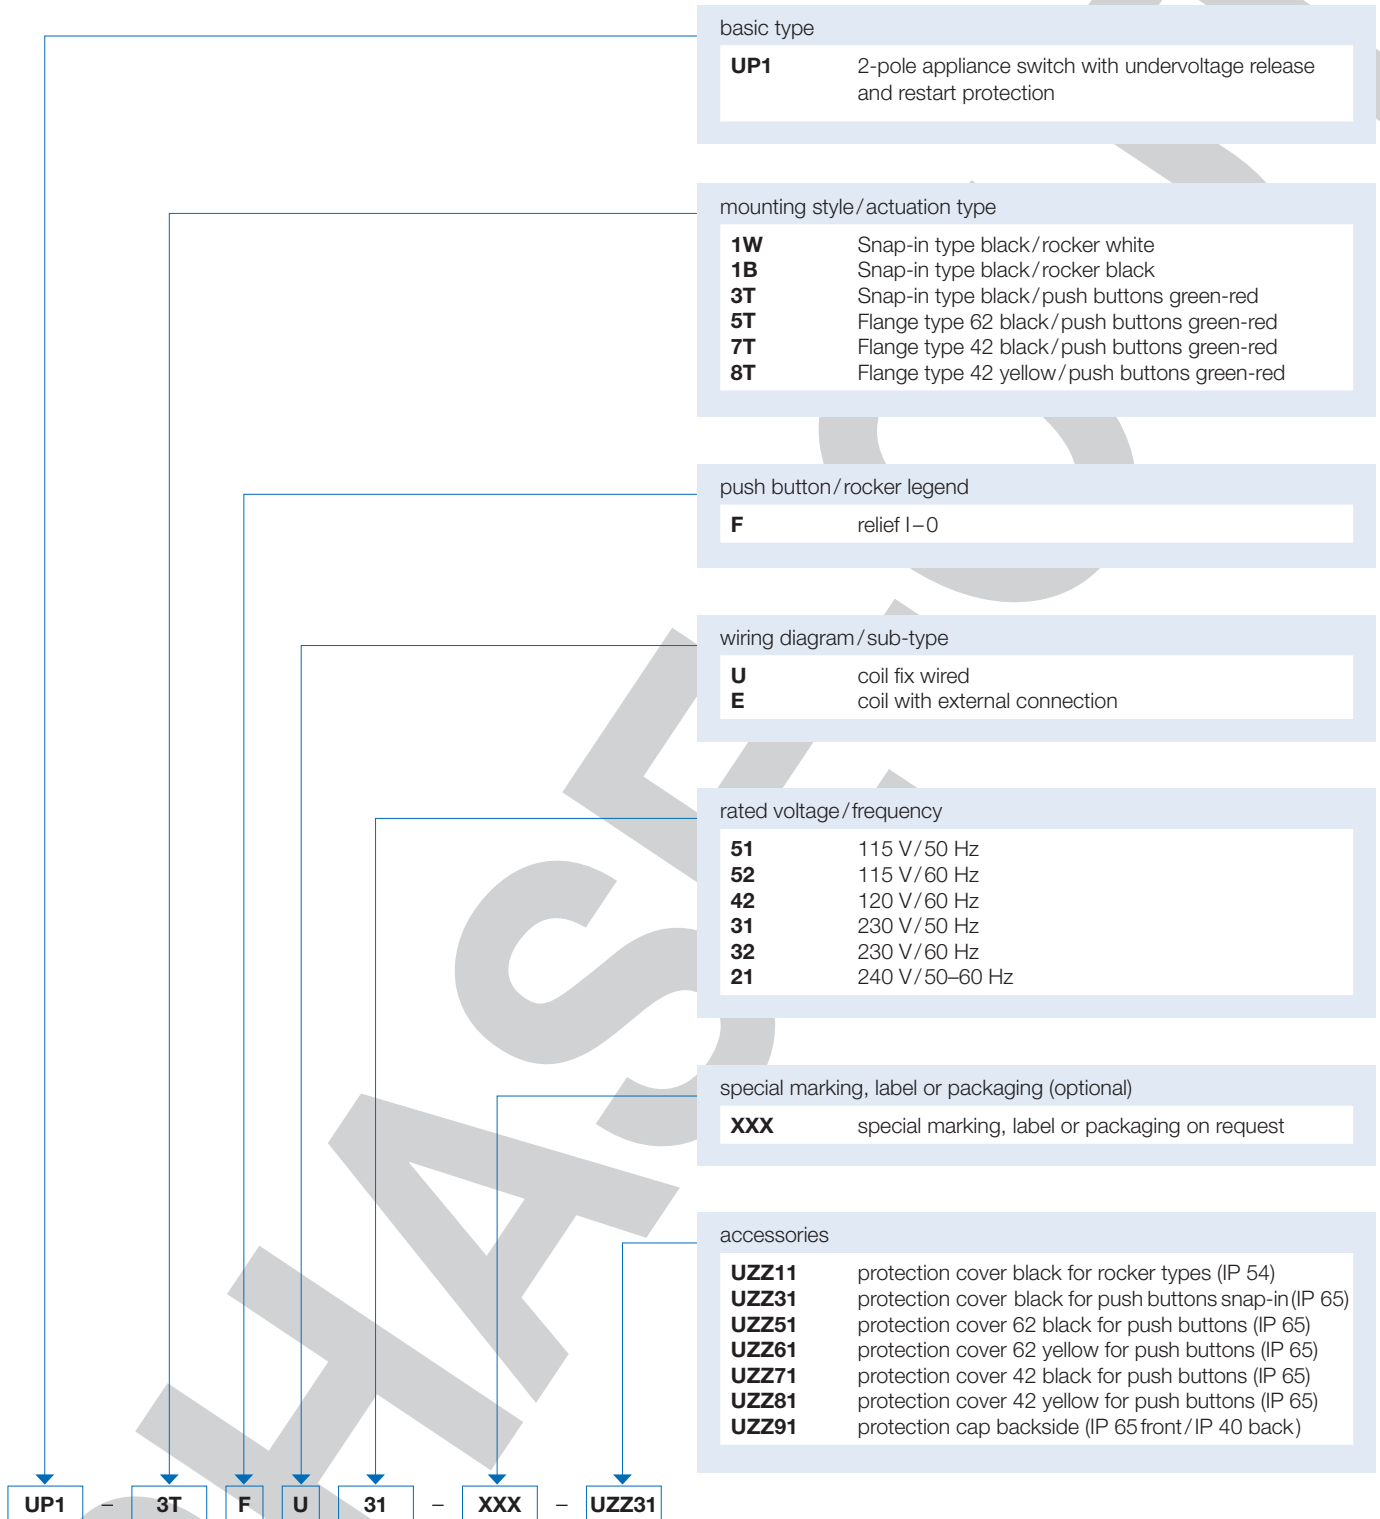 basic type
UP1 2-pole appliance switch with undervoltage release
and restart protection
mounting style/actuation type
1W Snap-in type black/rocker white
1B Snap-in type black/rocker black
3T Snap-in type black/push buttons green-red
5T Flange type 62 black/push buttons green-red
7T Flange type 42 black/push buttons green-red
8T Flange type 42 yellow/push buttons green-red
push button/rocker legend
F relief I–0
wiring diagram/sub-type
U coil fix wired
E coil with external connection
rated voltage/frequency
51 115 V/50 Hz
52 115 V/60 Hz
42 120 V/60 Hz
31 230 V/50 Hz
32 230 V/60 Hz
21 240 V/50–60 Hz
special marking, label or packaging (optional)
XXX special marking, label or packaging on request
accessories
UZZ11 protection cover black for rocker types (IP 54)
UZZ31 protection cover black for push buttons snap-in (IP 65)
UZZ51 protection cover 62 black for push buttons (IP 65)
UZZ61 protection cover 62 yellow for push buttons (IP 65)
UZZ71 protection cover 42 black for push buttons (IP 65)
UZZ81 protection cover 42 yellow for push buttons (IP 65)
UZZ91 protection cap backside (IP 65 front/IP 40 back)
UP1 – 3T F U 31 – XXX – UZZ31